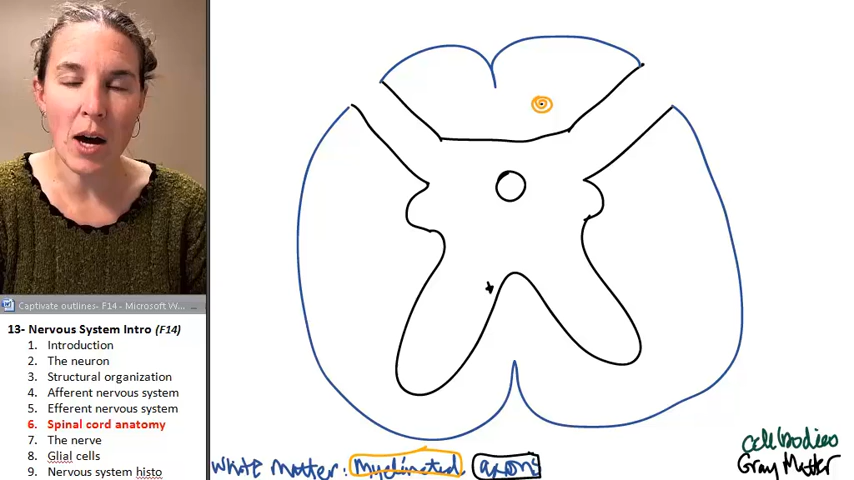 Captivate outlines- F14 - Microsoft W...
13- Nervous System Intro (F14)
1. Introduction
2. The neuron
3. Structural organization
4. Afferent nervous system
5. Efferent nervous system
6. Spinal cord anatomy
7. The nerve
8. Glial cells
9. Nervous system histo
White Matter: Myelinated axons
cell bodies
Gray Matter